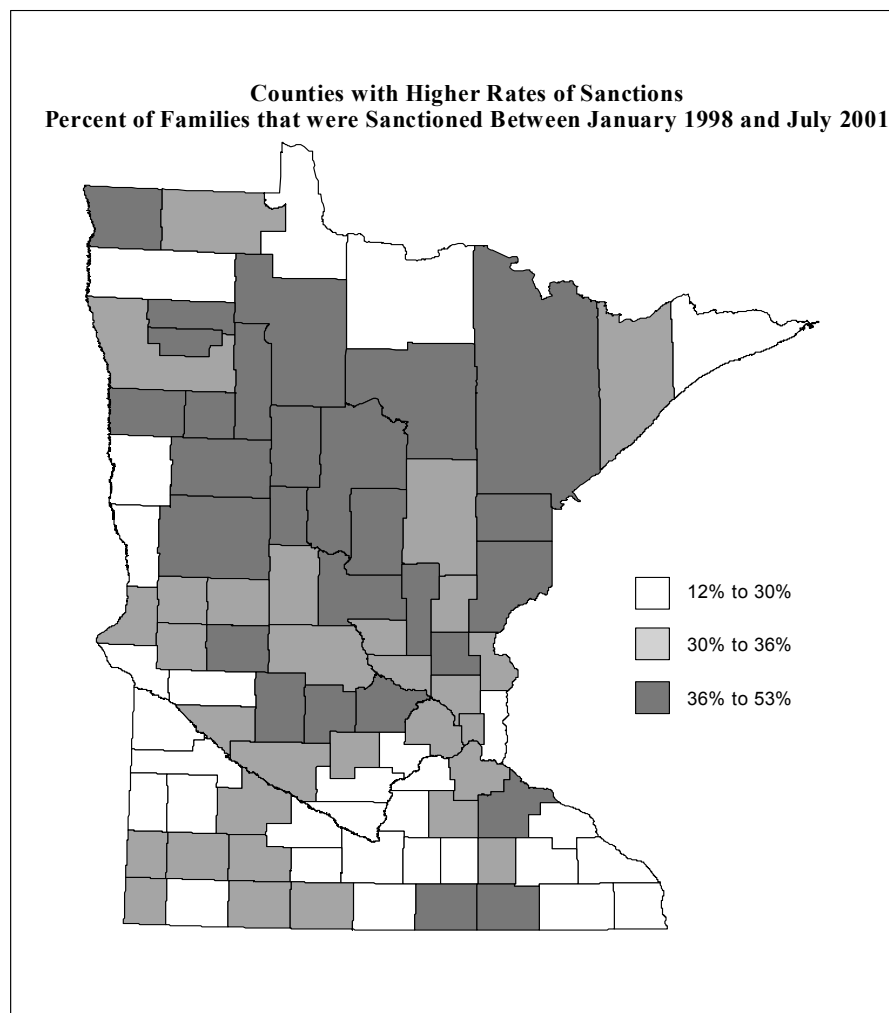 Counties with Higher Rates of Sanctions
Percent of Families that were Sanctioned Between January 1998 and July 2001
12% to 30%
30% to 36%
36% to 53%